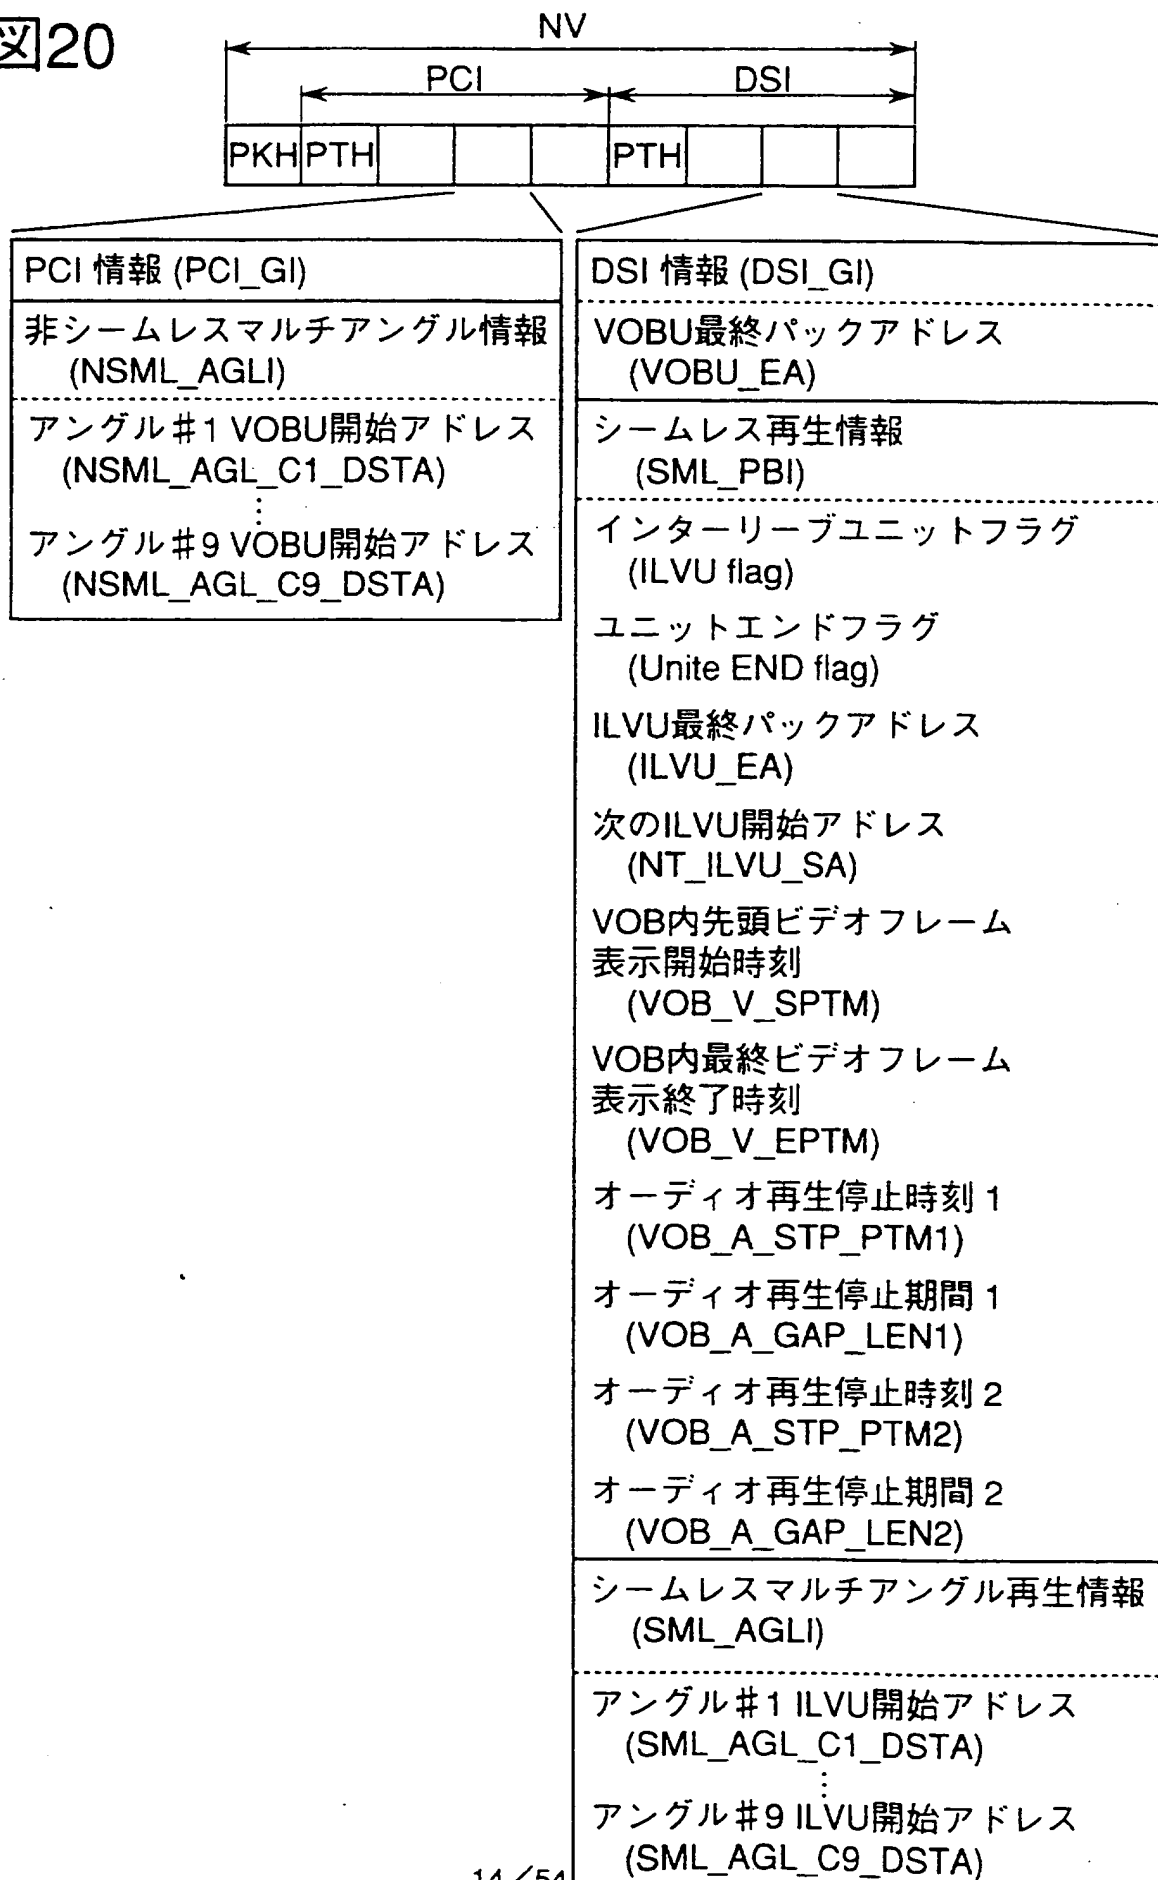 図20
NV
PCI
DSI
PKH PTH PTH
PCI 情報 (PCI_GI)
非シームレスマルチアングル情報
(NSML_AGLI)
アングル#1 VOBU開始アドレス
(NSML_AGL_C1_DSTA)
⋮
アングル#9 VOBU開始アドレス
(NSML_AGL_C9_DSTA)
DSI 情報 (DSI_GI)
VOBU最終パックアドレス
(VOBU_EA)
シームレス再生情報
(SML_PBI)
インターリーブユニットフラグ
(ILVU flag)
ユニットエンドフラグ
(Unite END flag)
ILVU最終パックアドレス
(ILVU_EA)
次のILVU開始アドレス
(NT_ILVU_SA)
VOB内先頭ビデオフレーム
表示開始時刻
(VOB_V_SPTM)
VOB内最終ビデオフレーム
表示終了時刻
(VOB_V_EPTM)
オーディオ再生停止時刻 1
(VOB_A_STP_PTM1)
オーディオ再生停止期間 1
(VOB_A_GAP_LEN1)
オーディオ再生停止時刻 2
(VOB_A_STP_PTM2)
オーディオ再生停止期間 2
(VOB_A_GAP_LEN2)
シームレスマルチアングル再生情報
(SML_AGLI)
アングル#1 ILVU開始アドレス
(SML_AGL_C1_DSTA)
⋮
アングル#9 ILVU開始アドレス
(SML_AGL_C9_DSTA)
14/54